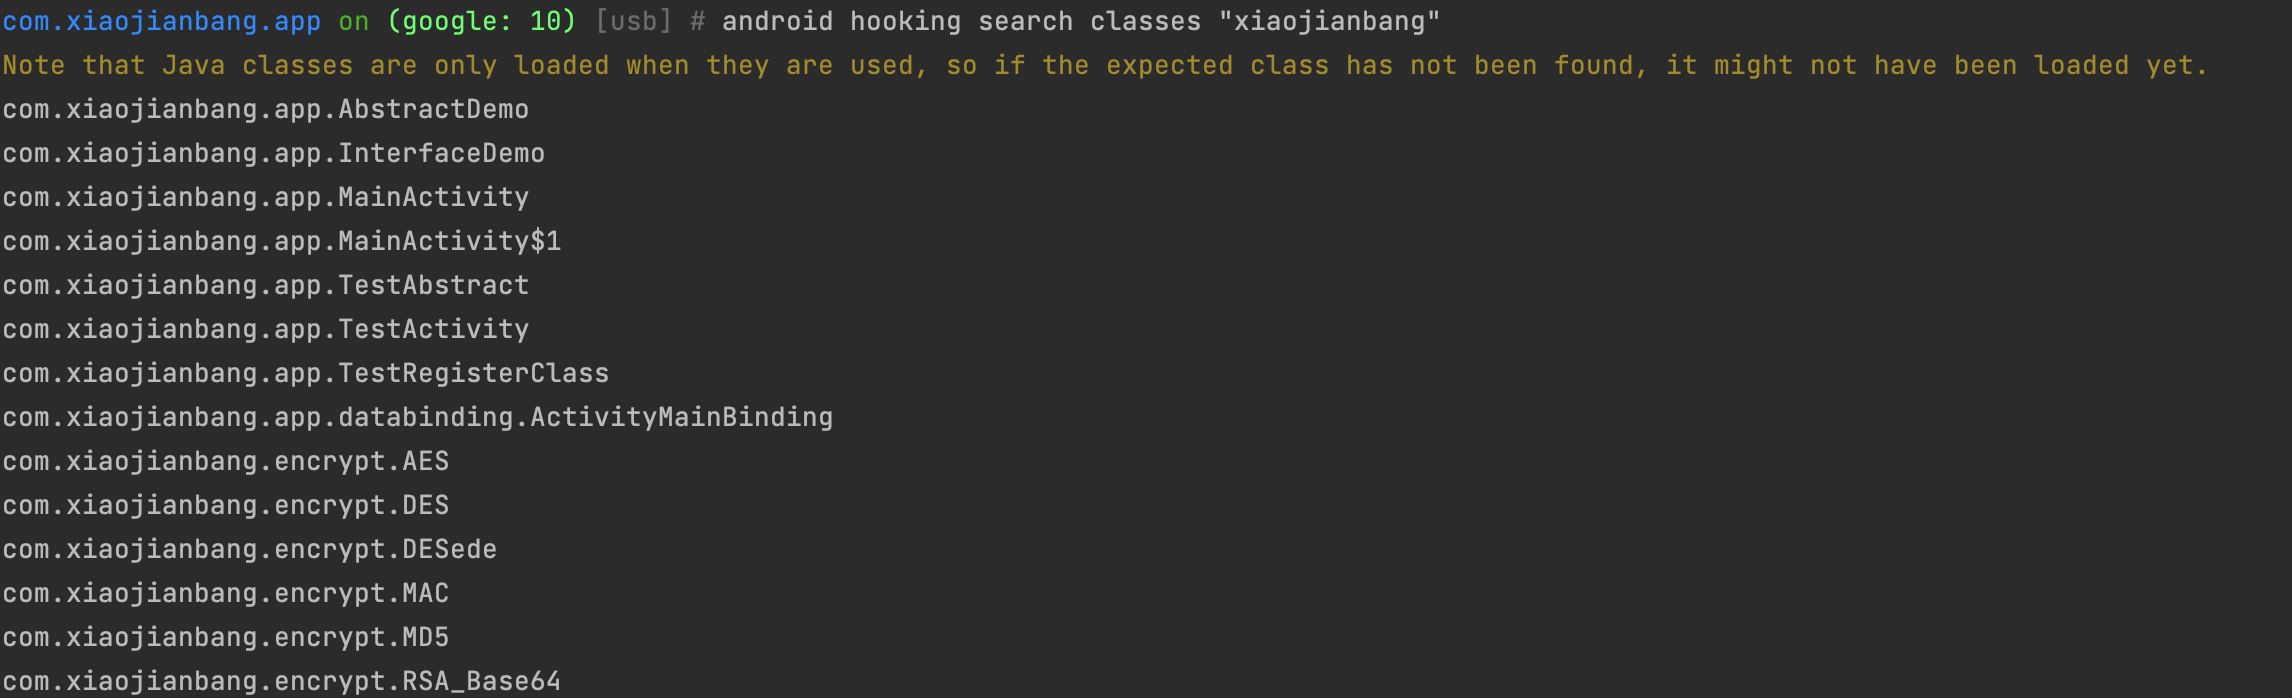 com.xiaojianbang.app on (google: 10) [usb] # android hooking search classes "xiaojianbang"
Note that Java classes are only loaded when they are used, so if the expected class has not been found, it might not have been loaded yet.
com.xiaojianbang.app.AbstractDemo
com.xiaojianbang.app.InterfaceDemo
com.xiaojianbang.app.MainActivity
com.xiaojianbang.app.MainActivity$1
com.xiaojianbang.app.TestAbstract
com.xiaojianbang.app.TestActivity
com.xiaojianbang.app.TestRegisterClass
com.xiaojianbang.app.databinding.ActivityMainBinding
com.xiaojianbang.encrypt.AES
com.xiaojianbang.encrypt.DES
com.xiaojianbang.encrypt.DESede
com.xiaojianbang.encrypt.MAC
com.xiaojianbang.encrypt.MD5
com.xiaojianbang.encrypt.RSA_Base64